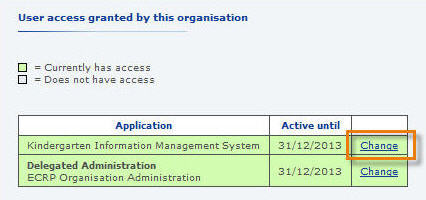 User access granted by this organisation
= Currently has access
= Does not have access
Application Active until
Kindergarten Information Management System 31/12/2013 Change
Delegated Administration
ECRP Organisation Administration 31/12/2013 Change